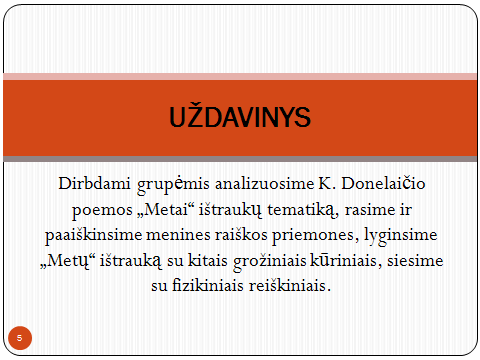 UŽDAVINYS
Dirbdami grupėmis analizuosime K. Donelaičio
poemos „Metai“ ištraukų tematiką, rasime ir
paaiškinsime menines raiškos priemones, lyginsime
„Metų“ ištrauką su kitais grožiniais kūriniais, siesime
su fizikiniais reiškiniais.
5